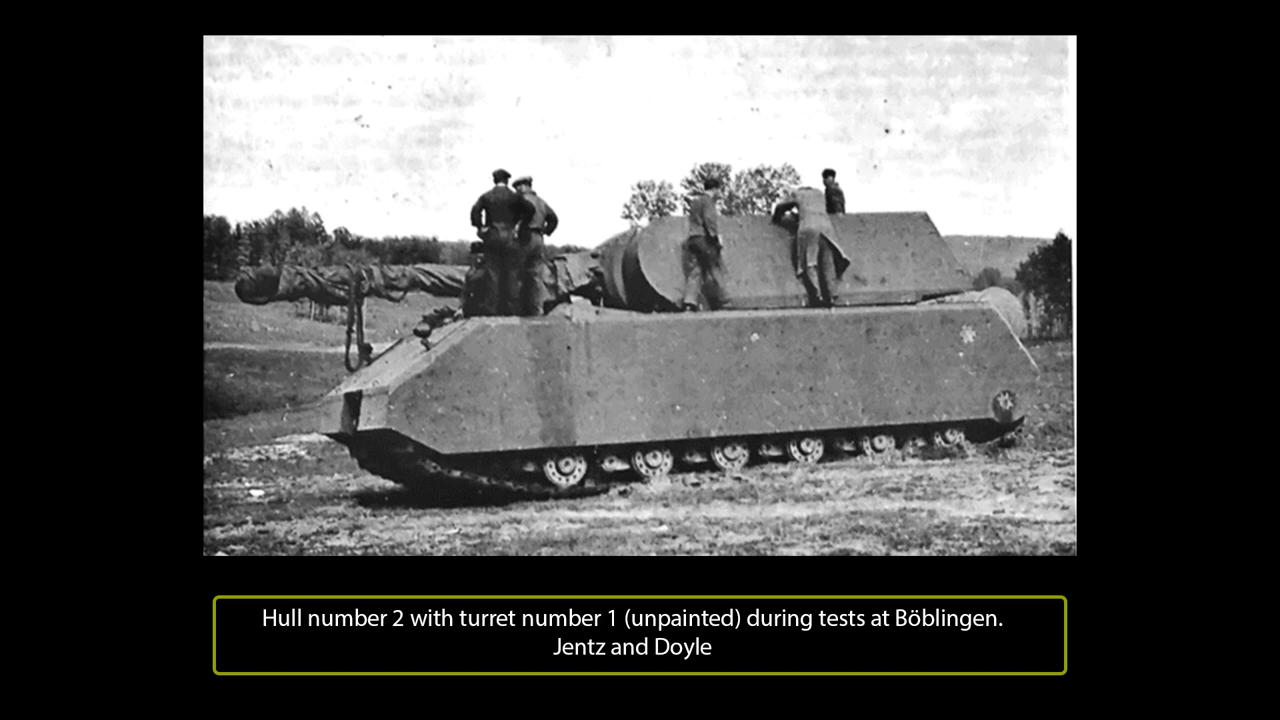 Hull number 2 with turret number 1 (unpainted) during tests at Böblingen.
Jentz and Doyle